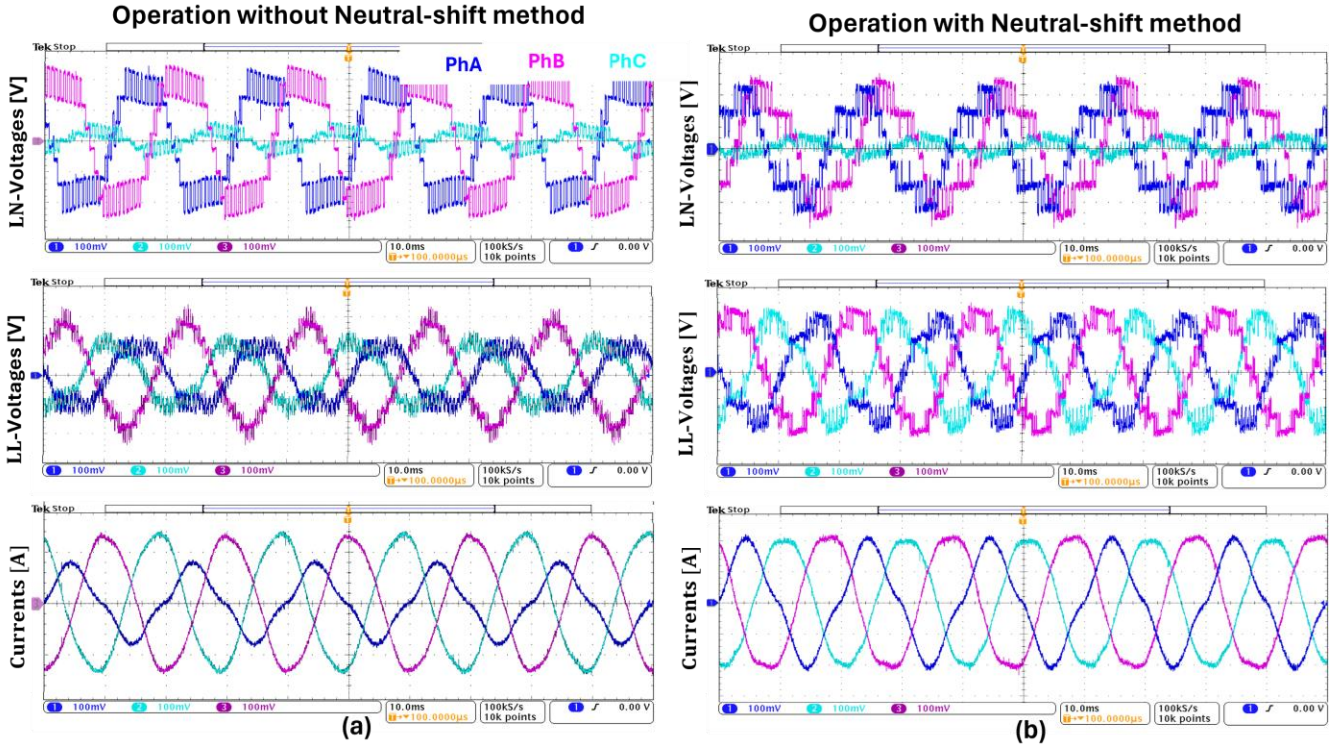 Operation without Neutral-shift method
Tek Stop
PhA PhB PhC
LN-Voltages [V]
1 100mV 2 100mV 3 100mV 10.0ms 100kS/s 1 0.00 V
T→▼100.0000µs 10k points
Tek Stop
LL-Voltages [V]
1 100mV 2 100mV 3 100mV 10.0ms 100kS/s 1 0.00 V
T→▼100.0000µs 10k points
Tek Stop
Currents [A]
1 100mV 2 100mV 3 100mV 10.0ms 100kS/s 1 0.00 V
T→▼100.0000µs 10k points
(a)
Operation with Neutral-shift method
Tek Stop
LN-Voltages [V]
1 100mV 2 100mV 3 100mV 10.0ms 100kS/s 1 0.00 V
T→▼100.0000µs 10k points
Tek Stop
LL-Voltages [V]
1 100mV 2 100mV 3 100mV 10.0ms 100kS/s 1 0.00 V
T→▼100.0000µs 10k points
Tek Stop
Currents [A]
1 100mV 2 100mV 3 100mV 10.0ms 100kS/s 1 0.00 V
T→▼100.0000µs 10k points
(b)